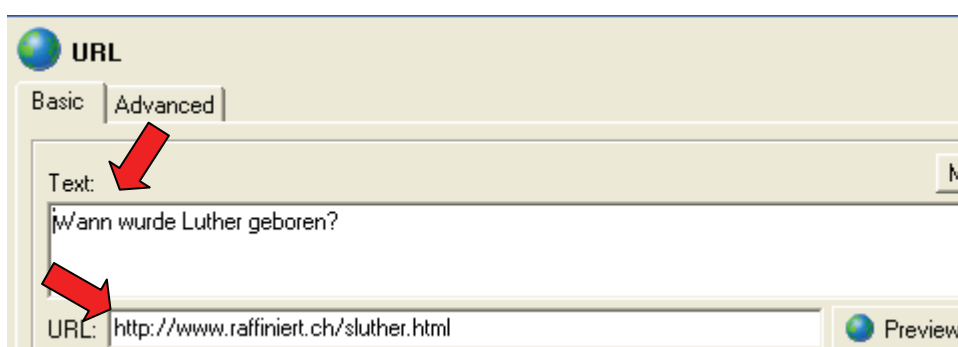 URL
Basic Advanced
Text:
Wann wurde Luther geboren?
URL: http://www.raffiniert.ch/sluther.html Preview